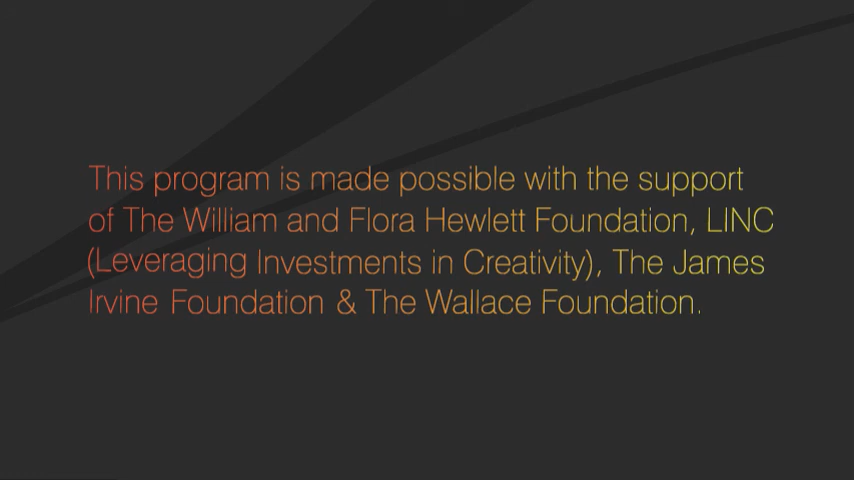 This program is made possible with the support
of The William and Flora Hewlett Foundation, LINC
(Leveraging Investments in Creativity), The James
Irvine Foundation & The Wallace Foundation.